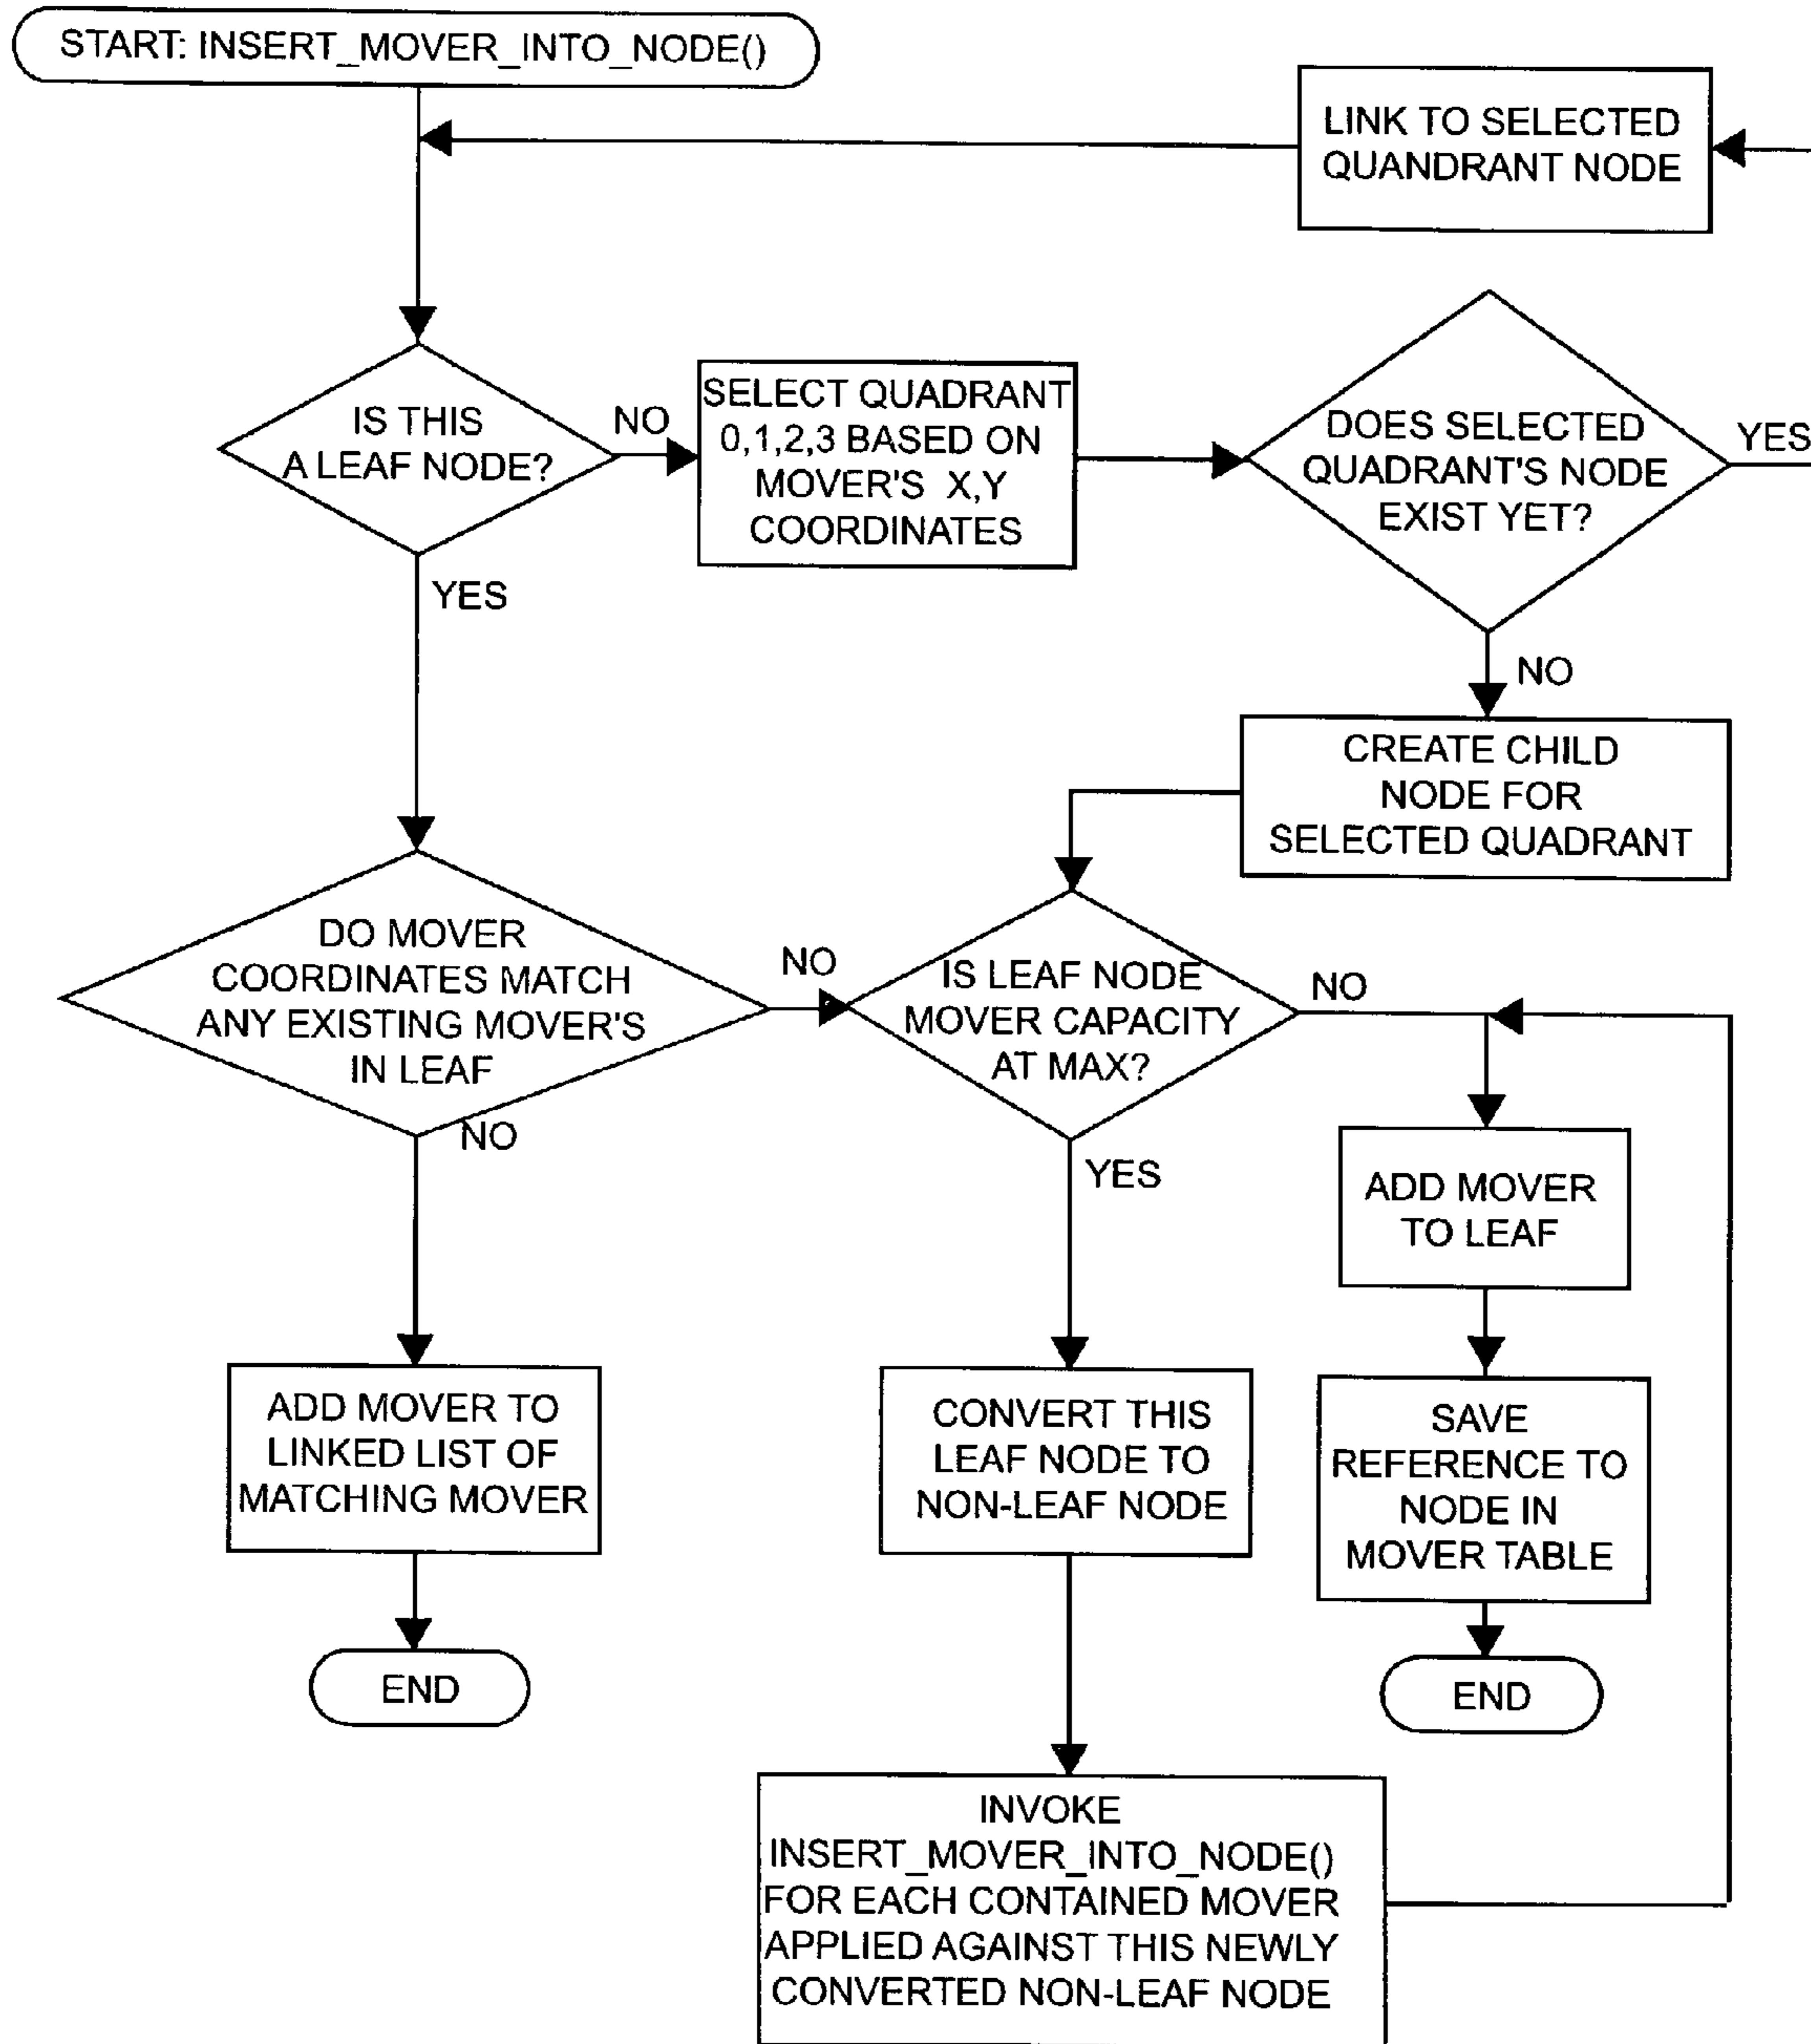 START: INSERT_MOVER_INTO_NODE()
LINK TO SELECTED
QUANDRANT NODE
IS THIS
A LEAF NODE?
NO
SELECT QUADRANT
0,1,2,3 BASED ON
MOVER'S X,Y
COORDINATES
DOES SELECTED
QUADRANT'S NODE
EXIST YET?
YES
YES
NO
CREATE CHILD
NODE FOR
SELECTED QUADRANT
DO MOVER
COORDINATES MATCH
ANY EXISTING MOVER'S
IN LEAF
NO
IS LEAF NODE
MOVER CAPACITY
AT MAX?
NO
NO
YES
ADD MOVER
TO LEAF
ADD MOVER TO
LINKED LIST OF
MATCHING MOVER
CONVERT THIS
LEAF NODE TO
NON-LEAF NODE
SAVE
REFERENCE TO
NODE IN
MOVER TABLE
END
END
INVOKE
INSERT_MOVER_INTO_NODE()
FOR EACH CONTAINED MOVER
APPLIED AGAINST THIS NEWLY
CONVERTED NON-LEAF NODE